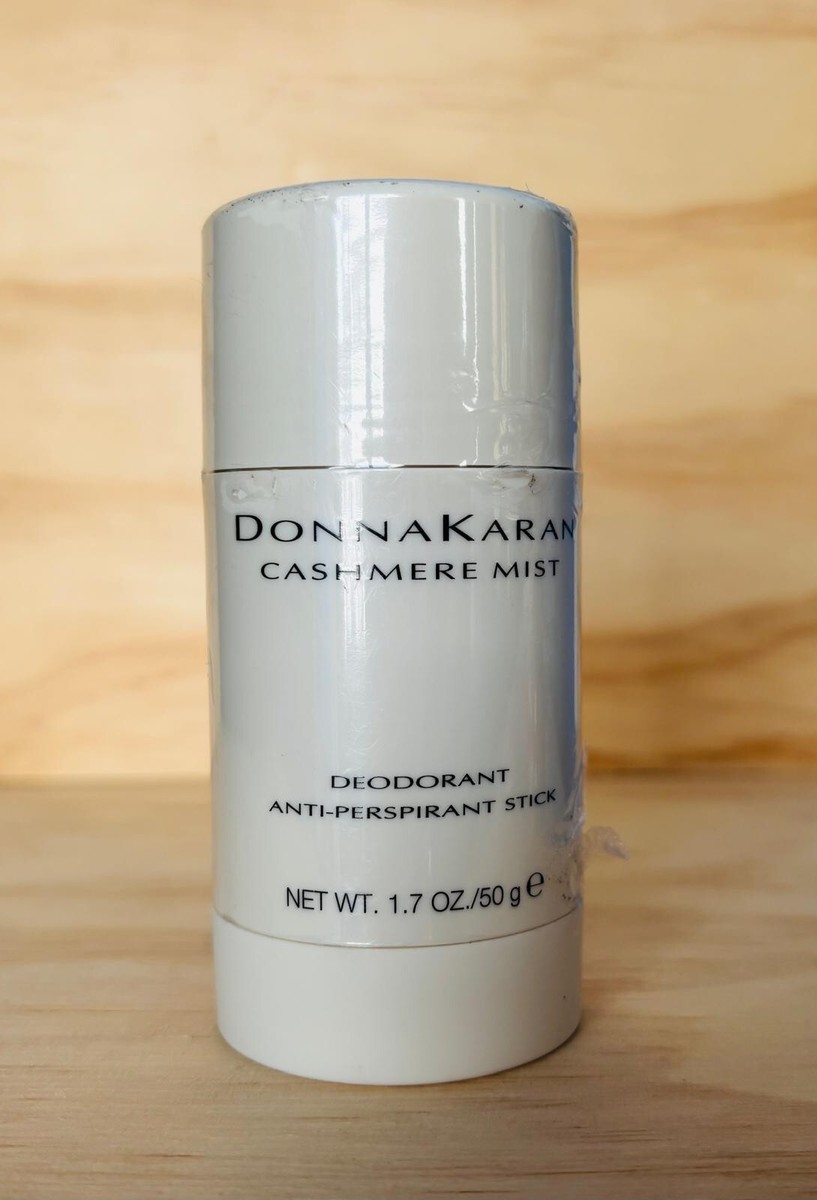 DONNAKARAN
CASHMERE MIST
DEODORANT
ANTI-PERSPIRANT STICK
NET WT. 1.7 OZ./50 g ℮